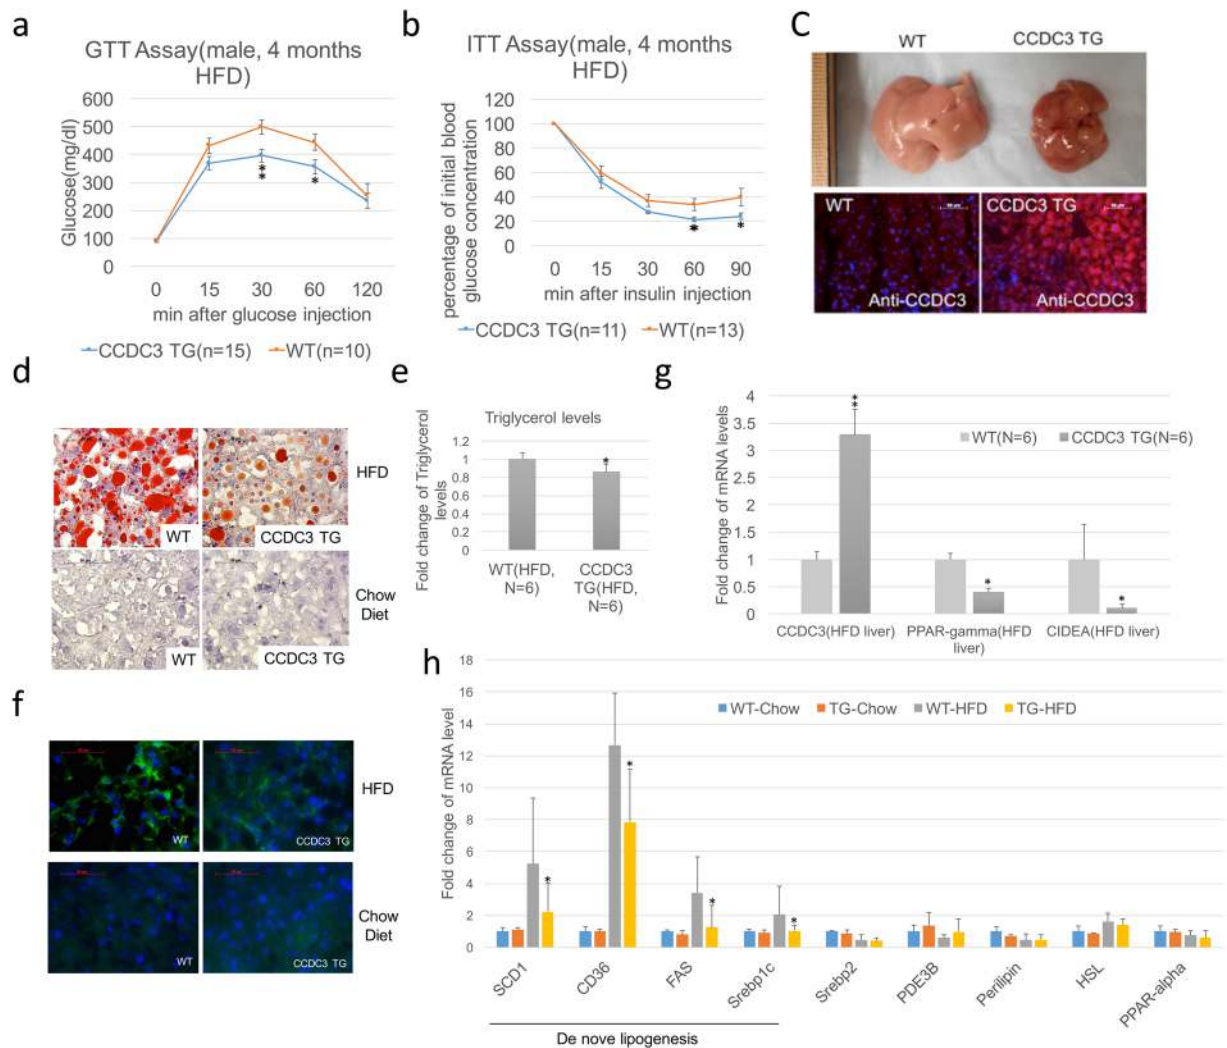 a
GTT Assay(male, 4 months
HFD)
Glucose(mg/dl)
600
500
400
300
200
100
0
*
*
*
0 15 30 60 120
min after glucose injection
CCDC3 TG(n=15) WT(n=10)
b
ITT Assay(male, 4 months
HFD)
percentage of initial blood
glucose concentration
120
100
80
60
40
20
0
*
*
0 15 30 60 90
min after insulin injection
CCDC3 TG(n=11) WT(n=13)
C
WT CCDC3 TG
WT
Anti-CCDC3
CCDC3 TG
Anti-CCDC3
d
HFD
WT CCDC3 TG
Chow
Diet
WT CCDC3 TG
e
Triglycerol levels
Fold change of Triglycerol
levels
1.2
1
0.8
0.6
0.4
0.2
0
*
WT(HFD,
N=6)
CCDC3
TG(HFD,
N=6)
g
Fold change of mRNA levels
4
3.5
3
2.5
2
1.5
1
0.5
0
*
*
*
*
WT(N=6) CCDC3 TG(N=6)
CCDC3(HFD liver) PPAR-gamma(HFD
liver)
CIDEA(HFD liver)
f
HFD
WT CCDC3 TG
Chow
Diet
WT CCDC3 TG
h
Fold change of mRNA level
18
16
14
12
10
8
6
4
2
0
WT-Chow TG-Chow WT-HFD TG-HFD
*
*
*
*
SCD1
CD36
FAS
Srebp1c
Srebp2
PDE3B
Perilipin
HSL
PPAR-alpha
De nove lipogenesis